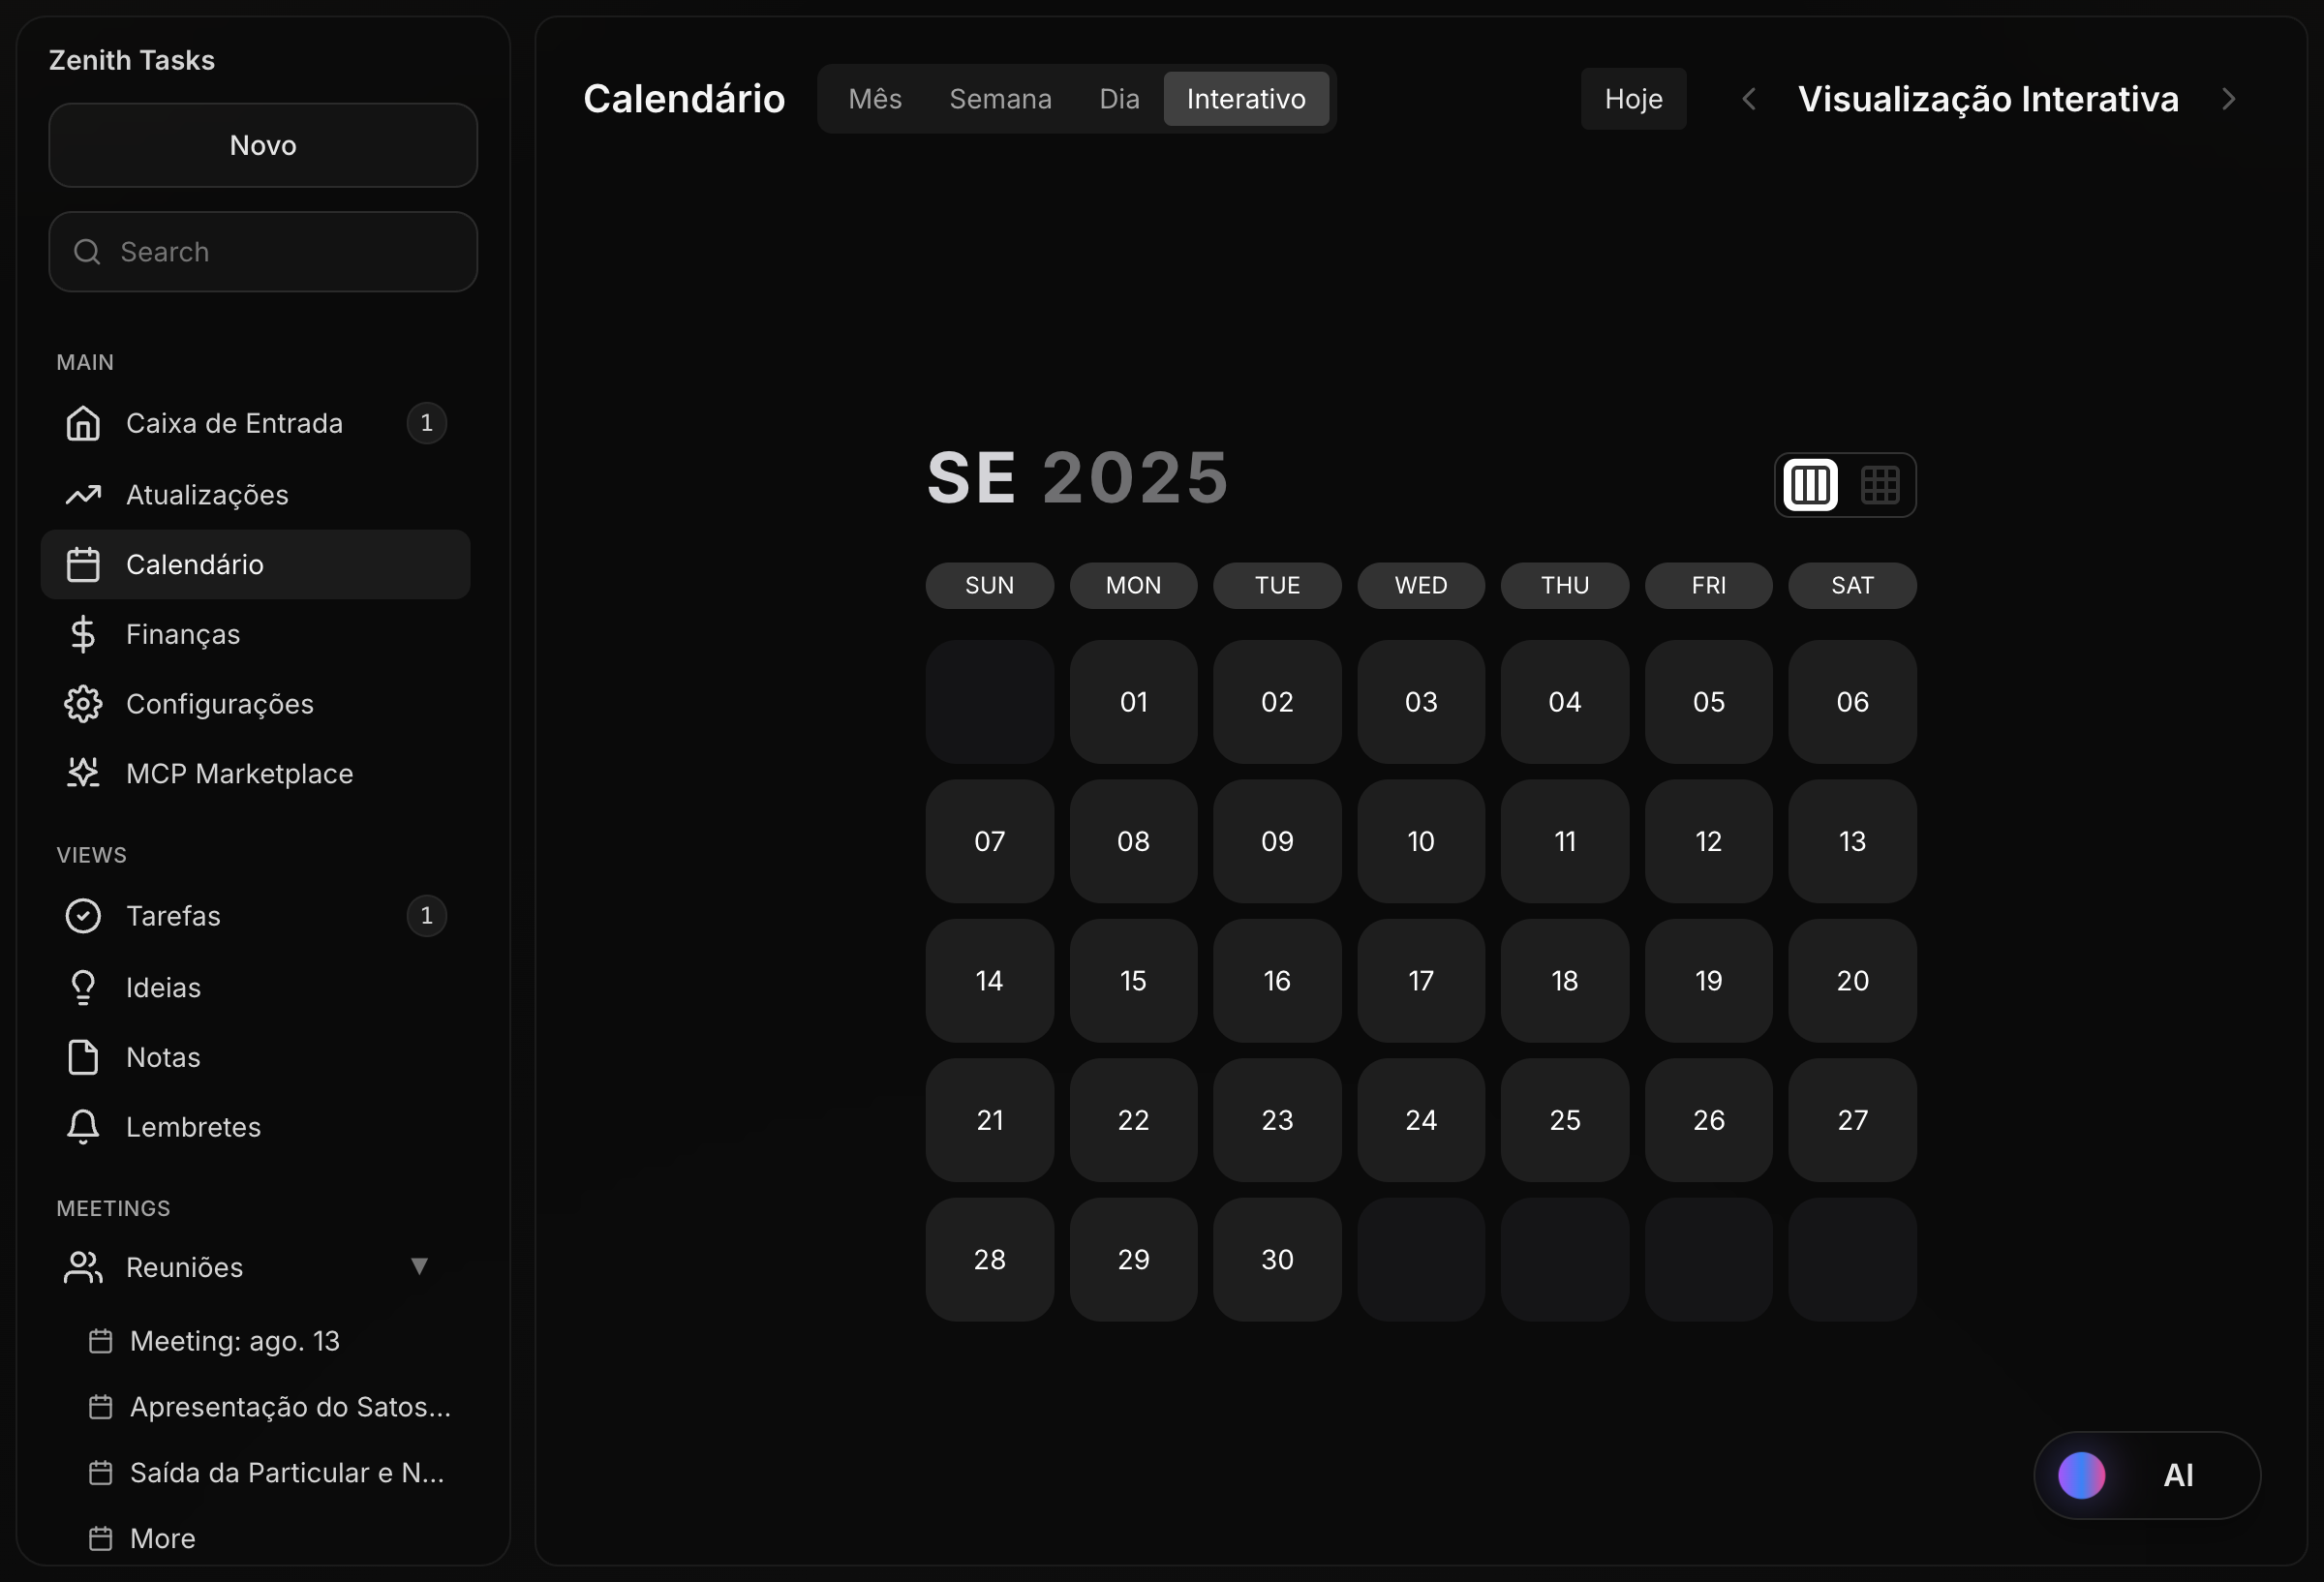 Zenith Tasks
Novo
Search
MAIN
Caixa de Entrada 1
Atualizações
Calendário
Finanças
Configurações
MCP Marketplace
VIEWS
Tarefas 1
Ideias
Notas
Lembretes
MEETINGS
Reuniões ▼
Meeting: ago. 13
Apresentação do Satos...
Saída da Particular e N...
More
Calendário Mês Semana Dia Interativo Hoje Visualização Interativa
SE 2025
SUN MON TUE WED THU FRI SAT
01 02 03 04 05 06
07 08 09 10 11 12 13
14 15 16 17 18 19 20
21 22 23 24 25 26 27
28 29 30
AI